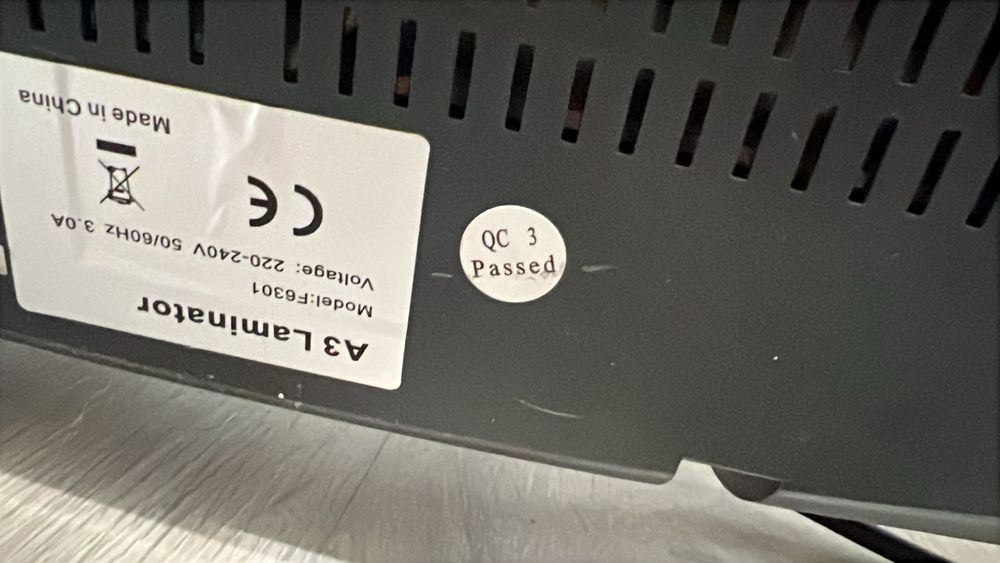 A3 Laminator
Model:F6301
Voltage: 220-240V 50/60Hz 3.0A
CE
Made in China
QC 3
Passed